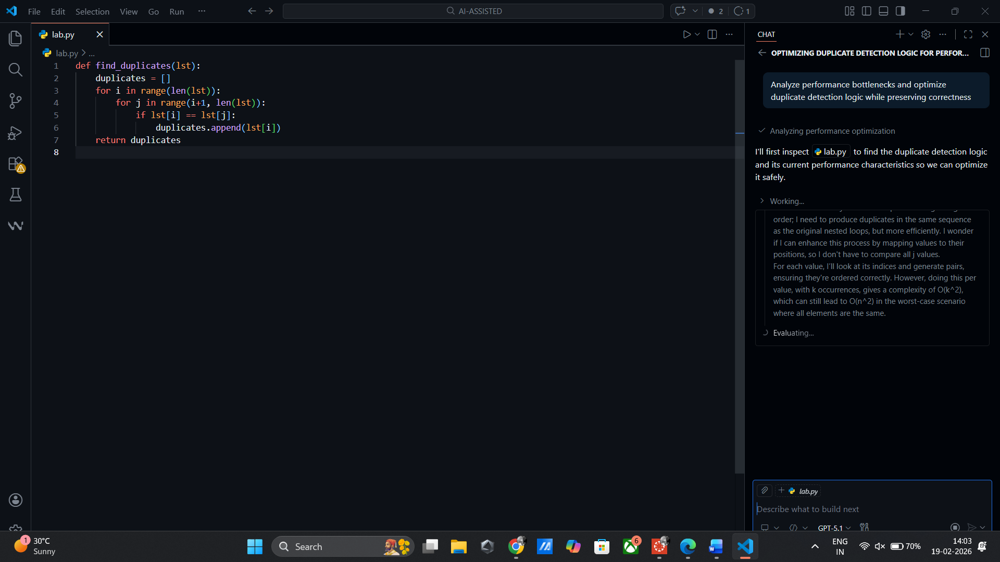 File Edit Selection View Go Run ···
AI-ASSISTED
2 1
lab.py
lab.py > ...
1 def find_duplicates(lst):
2 duplicates = []
3 for i in range(len(lst)):
4 for j in range(i+1, len(lst)):
5 if lst[i] == lst[j]:
6 duplicates.append(lst[i])
7 return duplicates
8
CHAT
OPTIMIZING DUPLICATE DETECTION LOGIC FOR PERFOR...
Analyze performance bottlenecks and optimize
duplicate detection logic while preserving correctness
Analyzing performance optimization
I'll first inspect lab.py to find the duplicate detection logic
and its current performance characteristics so we can optimize
it safely.
Working...
order; I need to produce duplicates in the same sequence
as the original nested loops, but more efficiently. I wonder
if I can enhance this process by mapping values to their
positions, so I don't have to compare all j values.
For each value, I'll look at its indices and generate pairs,
ensuring they're ordered correctly. However, doing this per
value, with k occurrences, gives a complexity of O(k^2),
which can still lead to O(n^2) in the worst-case scenario
where all elements are the same.
Evaluating...
lab.py
Describe what to build next
GPT-5.1
1
30°C
Sunny
Search
6
ENG
IN
70%
14:03
19-02-2026